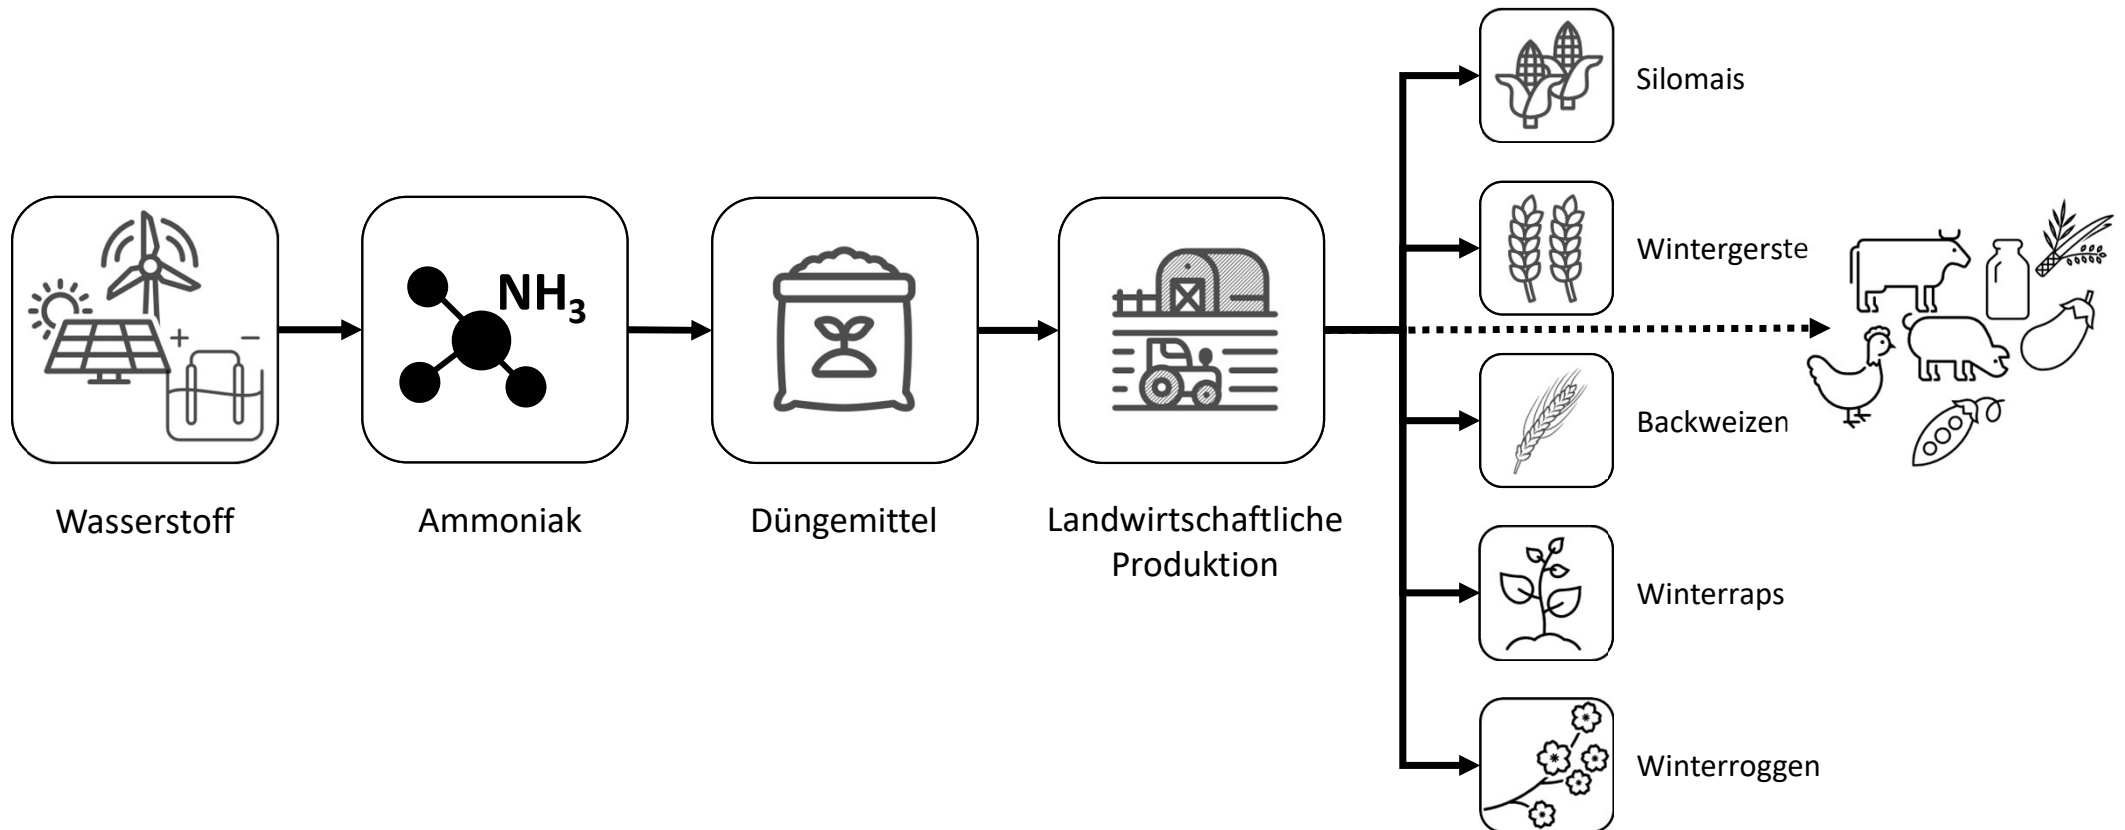 NH₃
+ −
Wasserstoff
Ammoniak
Düngemittel
Landwirtschaftliche
Produktion
Silomais
Wintergerste
Backweizen
Winterraps
Winterroggen